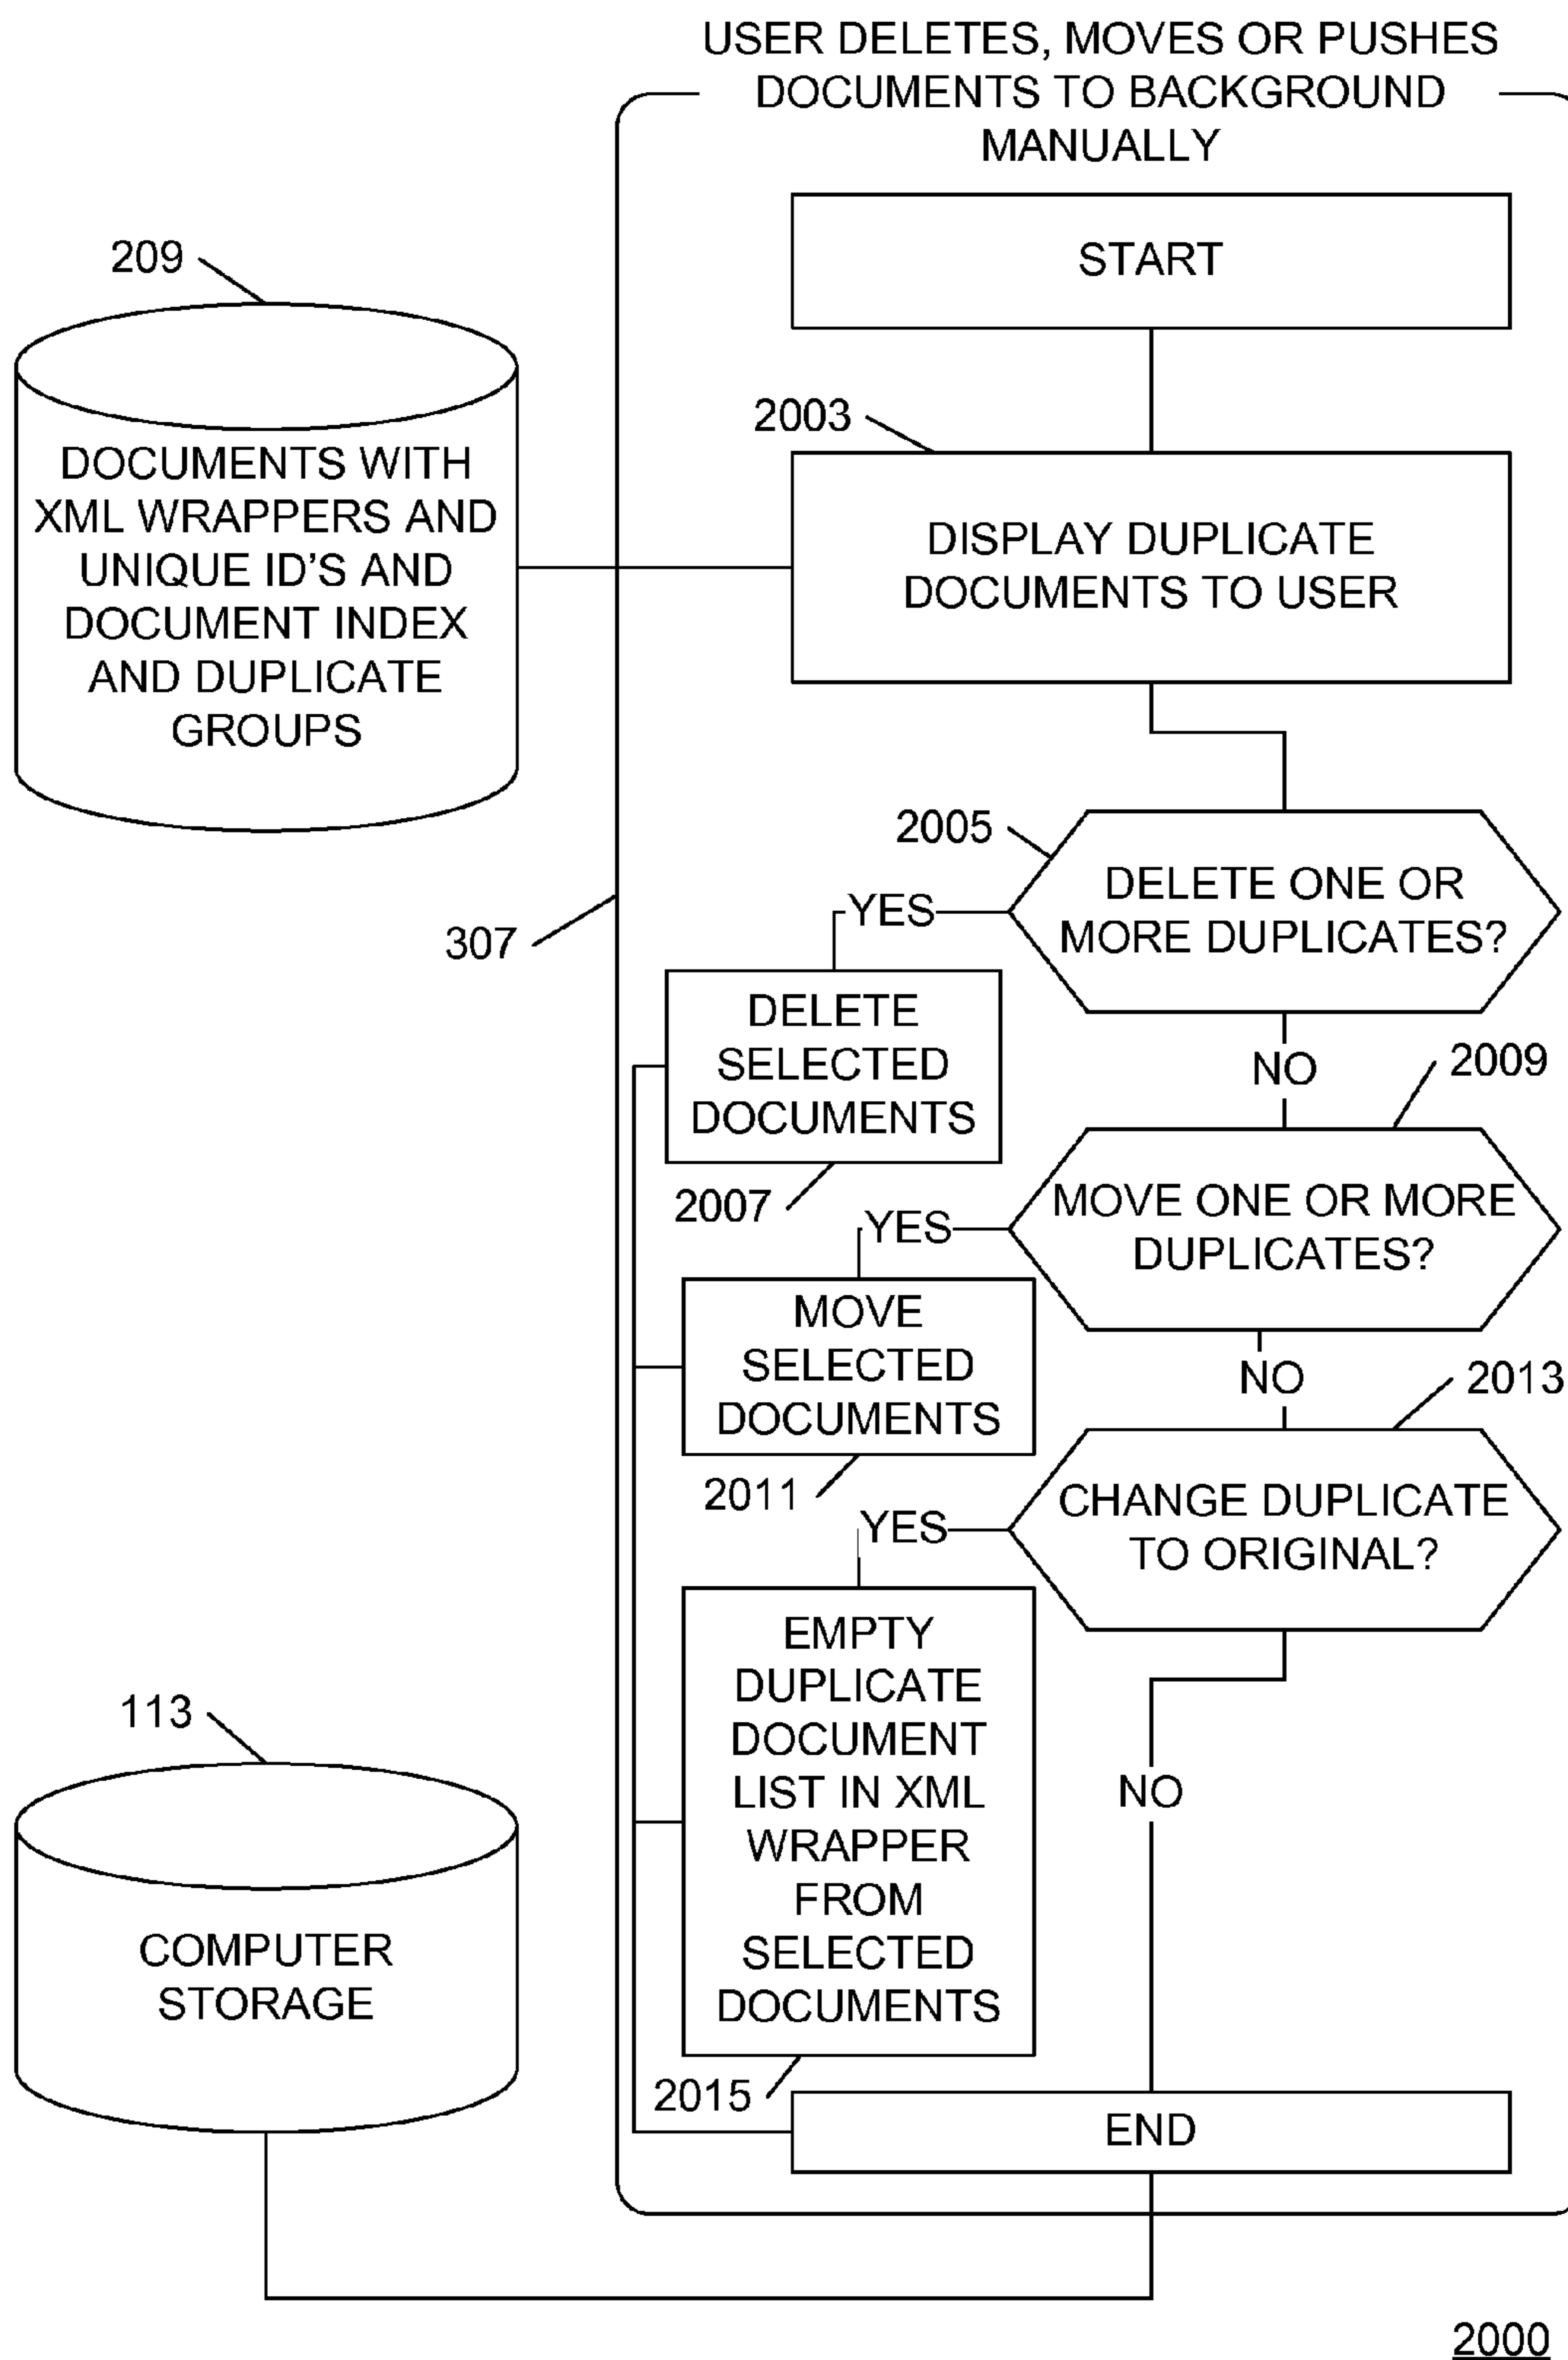 USER DELETES, MOVES OR PUSHES
DOCUMENTS TO BACKGROUND
MANUALLY
START
209
DOCUMENTS WITH
XML WRAPPERS AND
UNIQUE ID'S AND
DOCUMENT INDEX
AND DUPLICATE
GROUPS
2003
DISPLAY DUPLICATE
DOCUMENTS TO USER
2005
DELETE ONE OR
MORE DUPLICATES?
YES
307
DELETE
SELECTED
DOCUMENTS
2007
NO
2009
MOVE ONE OR MORE
DUPLICATES?
YES
MOVE
SELECTED
DOCUMENTS
2011
NO
2013
CHANGE DUPLICATE
TO ORIGINAL?
YES
EMPTY
DUPLICATE
DOCUMENT
LIST IN XML
WRAPPER
FROM
SELECTED
DOCUMENTS
2015
NO
113
COMPUTER
STORAGE
END
2000